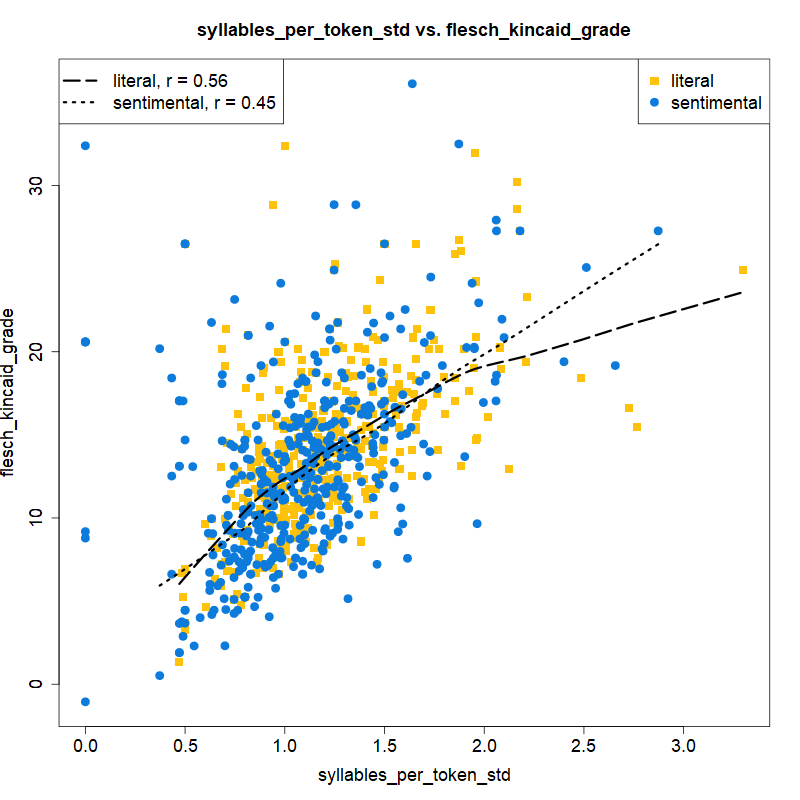 syllables_per_token_std vs. flesch_kincaid_grade
literal, r = 0.56
sentimental, r = 0.45
literal
sentimental
flesch_kincaid_grade
30
20
10
0
0.0 0.5 1.0 1.5 2.0 2.5 3.0
syllables_per_token_std